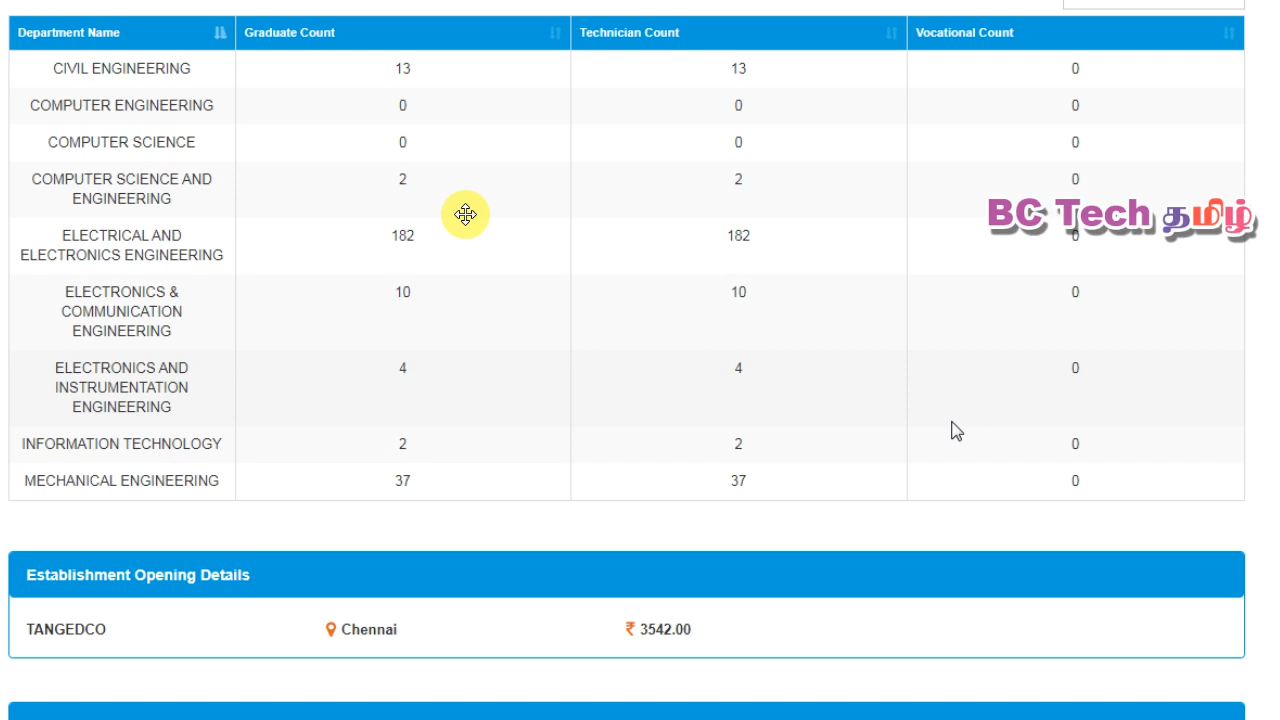 Department Name Graduate Count Technician Count Vocational Count
CIVIL ENGINEERING 13 13 0
COMPUTER ENGINEERING 0 0 0
COMPUTER SCIENCE 0 0 0
COMPUTER SCIENCE AND 2 2 0
ENGINEERING
BC Tech தமிழ்
ELECTRICAL AND 182 182 0
ELECTRONICS ENGINEERING
ELECTRONICS & 10 10 0
COMMUNICATION
ENGINEERING
ELECTRONICS AND 4 4 0
INSTRUMENTATION
ENGINEERING
INFORMATION TECHNOLOGY 2 2 0
MECHANICAL ENGINEERING 37 37 0
Establishment Opening Details
TANGEDCO Chennai ₹ 3542.00